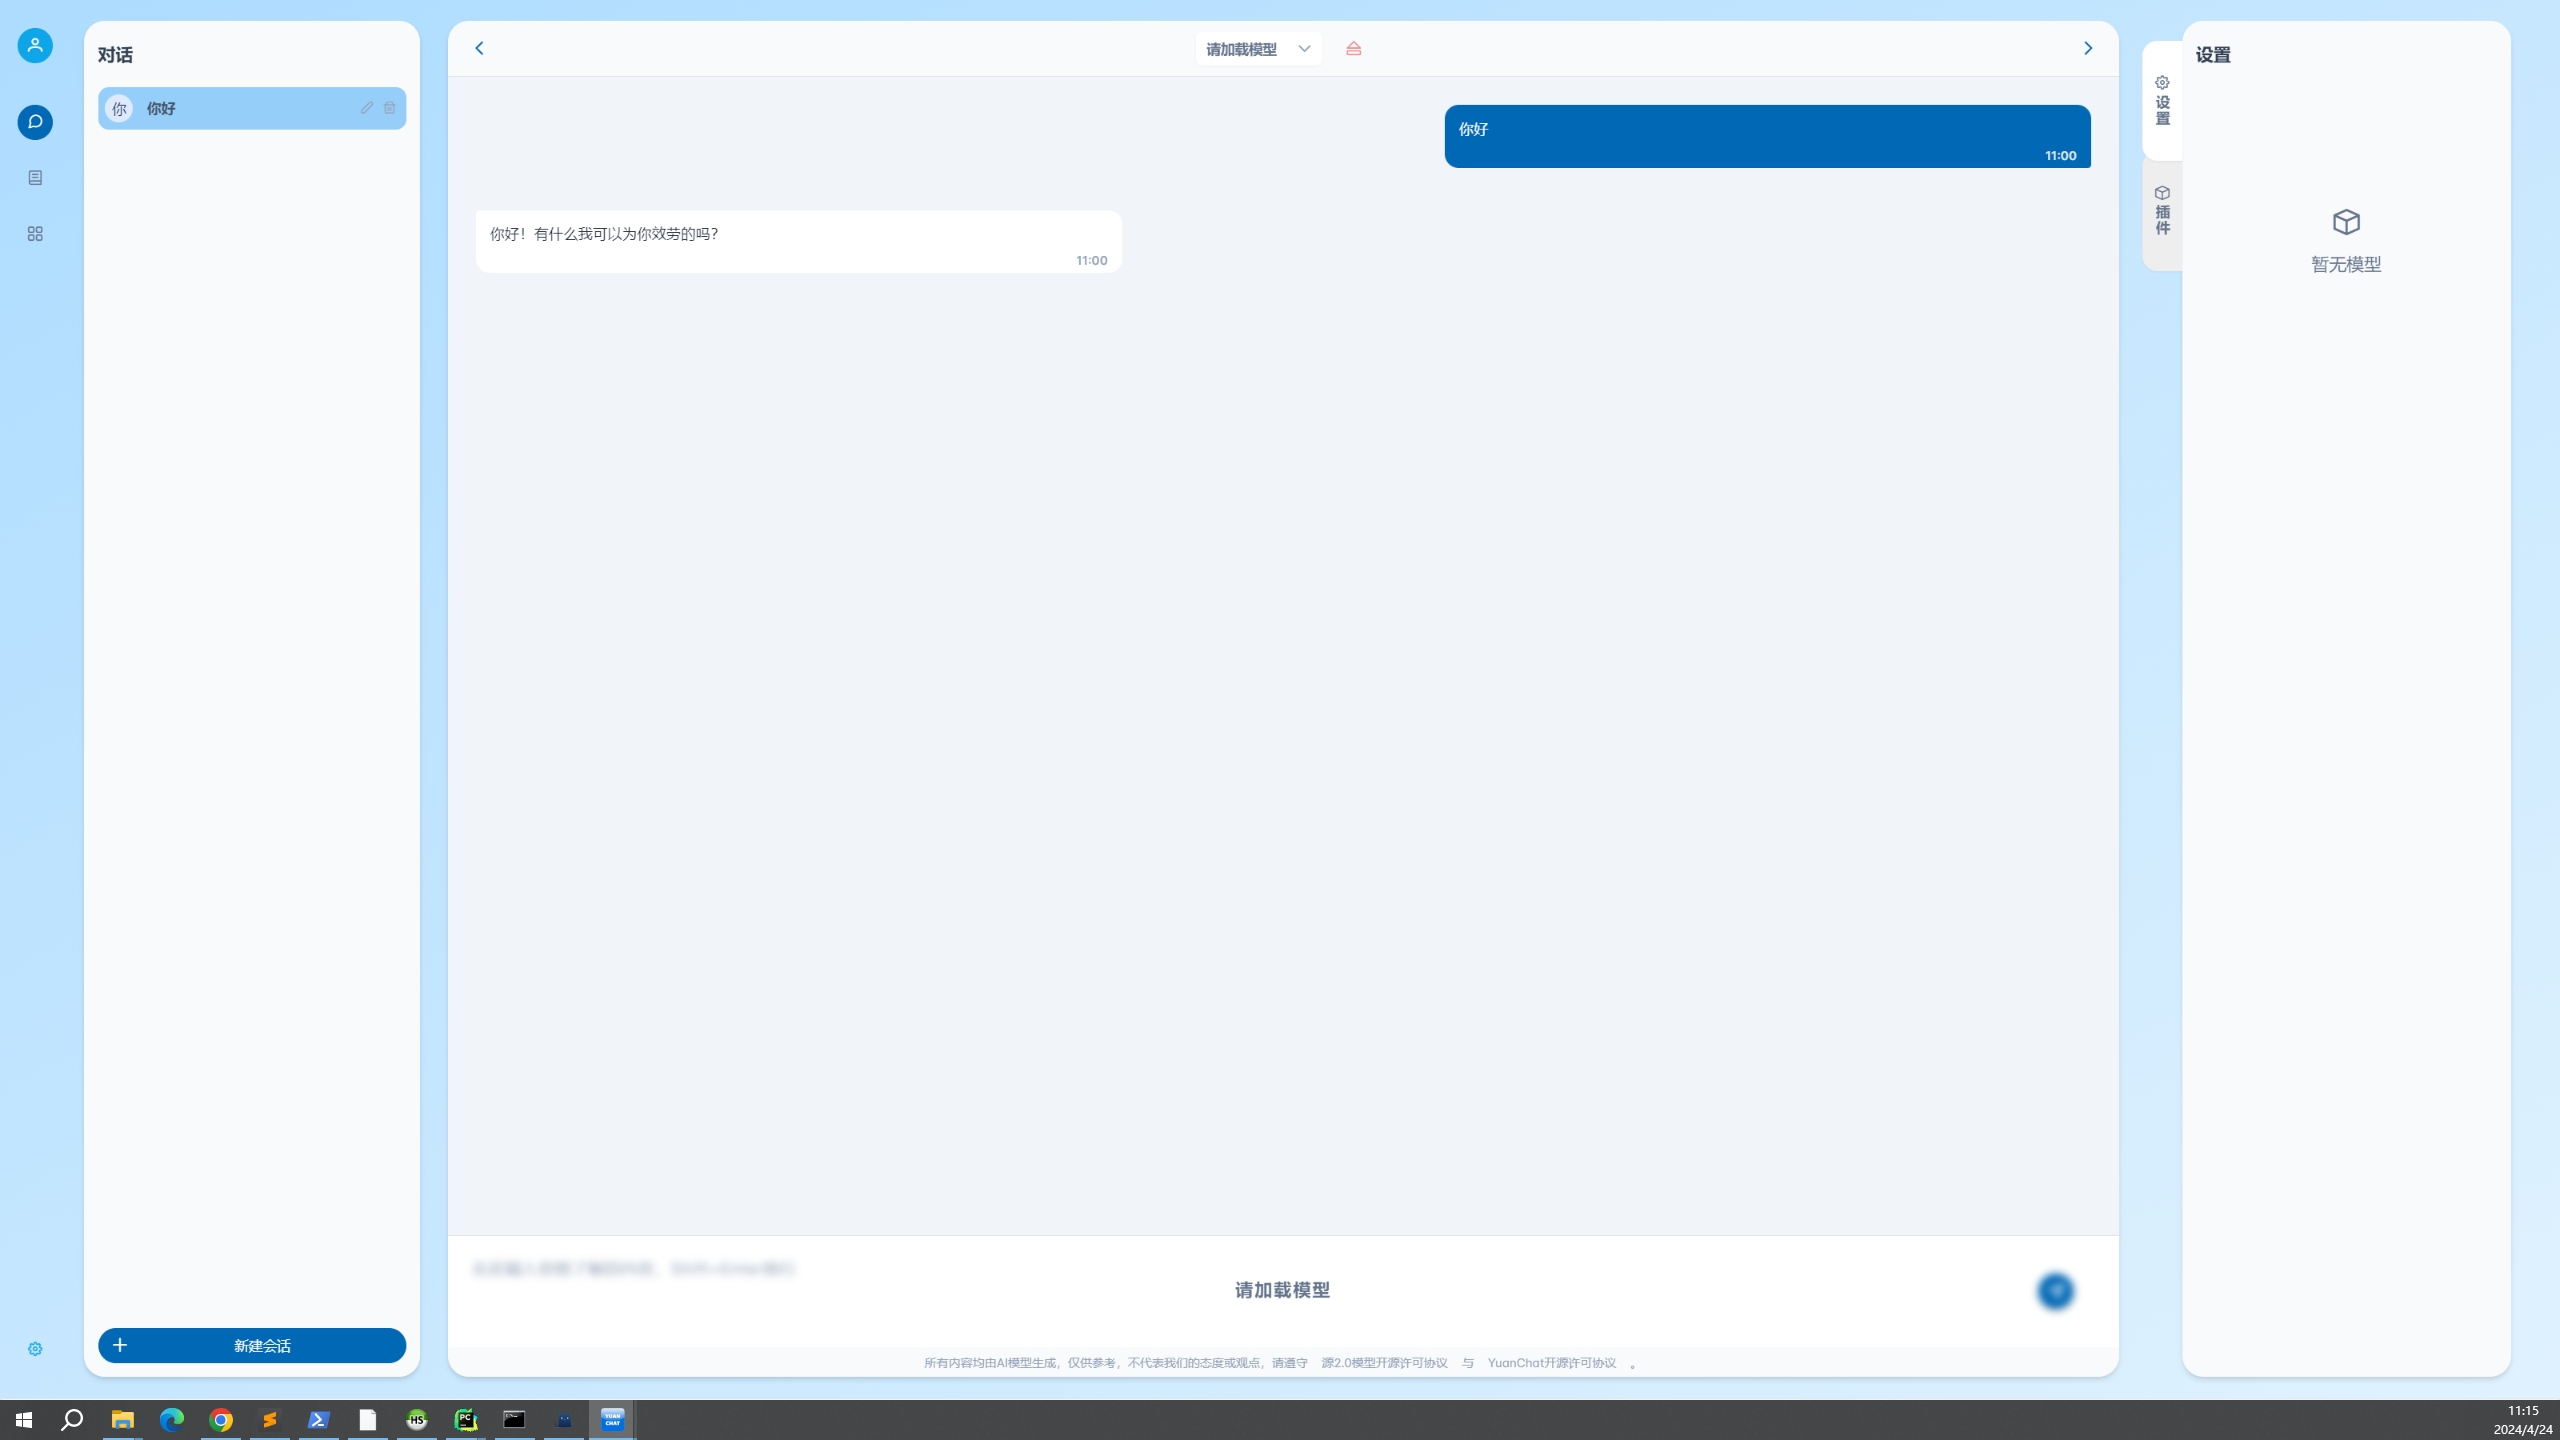 对话
你 你好
新建会话
请加载模型
你好
11:00
你好！有什么我可以为你效劳的吗？
11:00
请加载模型
所有内容均由AI模型生成，仅供参考，不代表我们的态度或观点，请遵守 源2.0模型开源许可协议 与 YuanChat开源许可协议 。
设置
插件
设置
暂无模型
HS
PC
YUAN
CHAT
11:15
2024/4/24